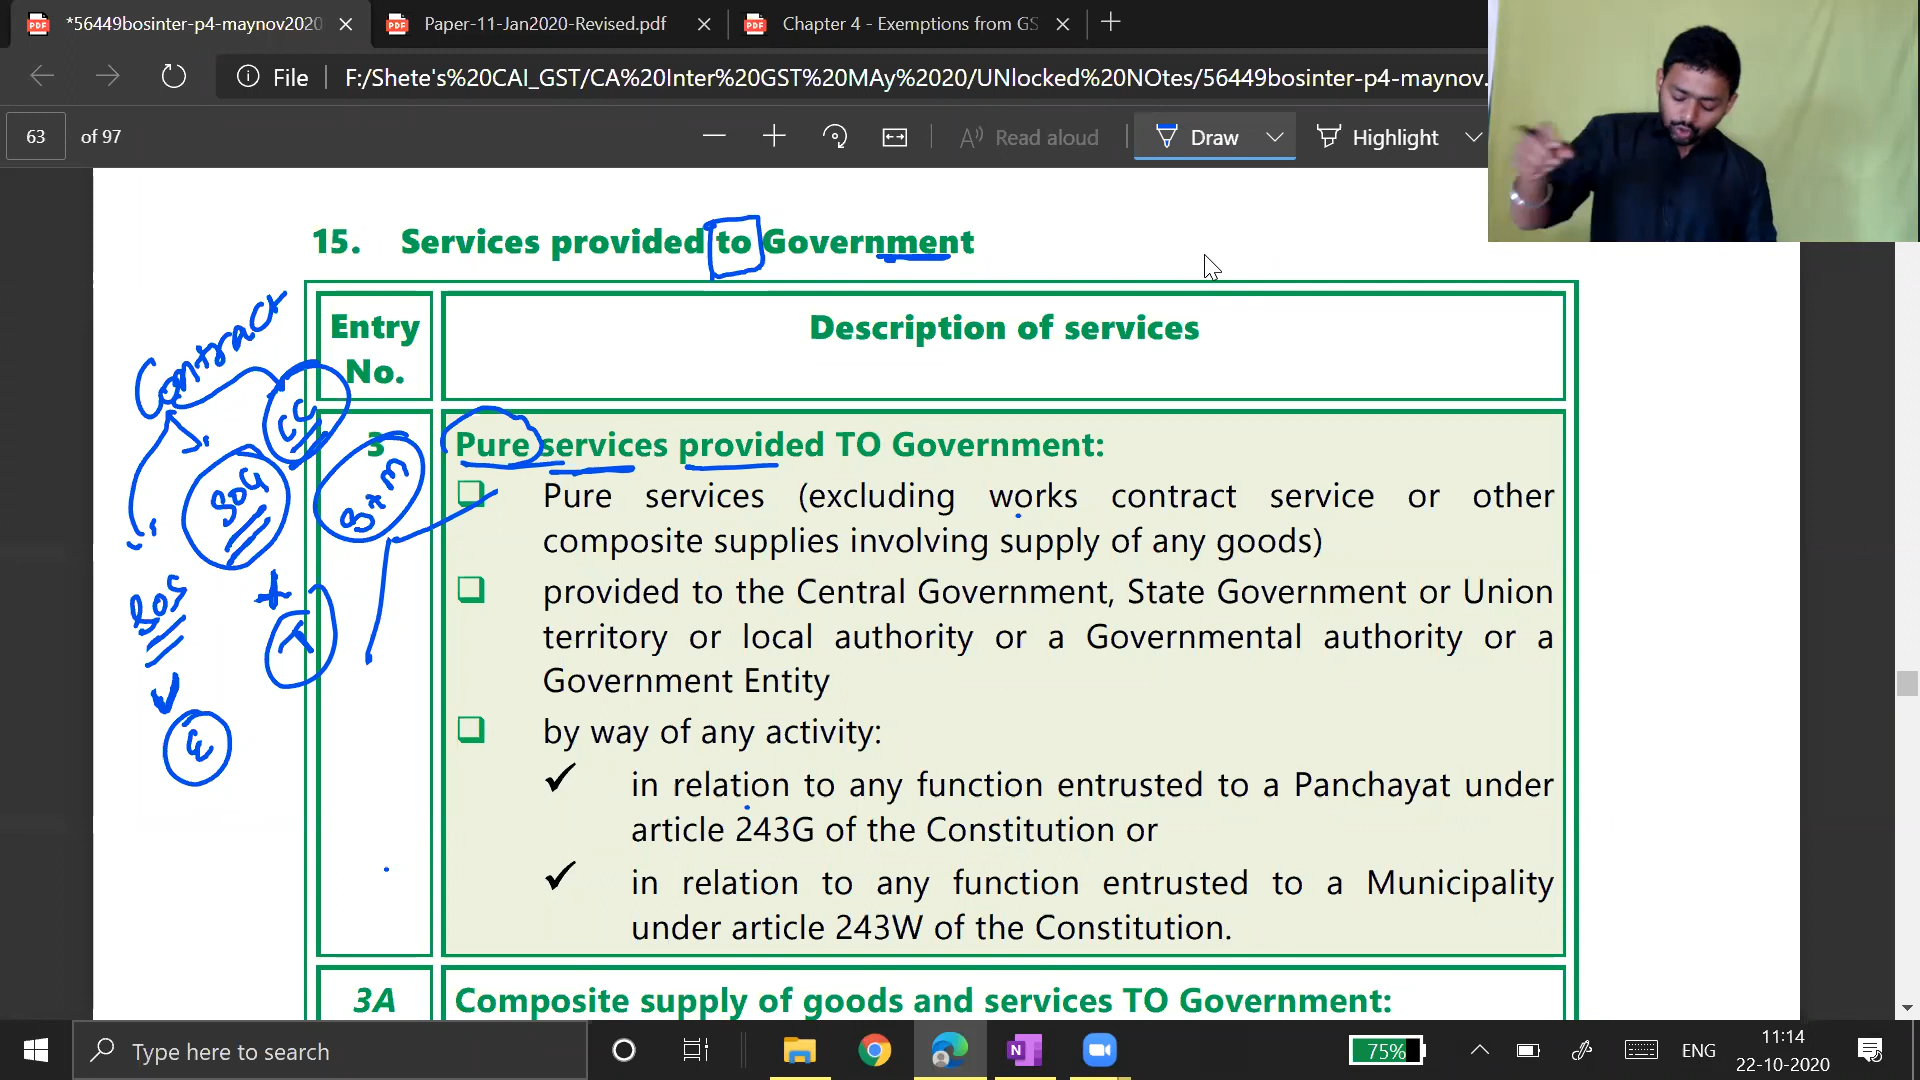 *56449bosinter-p4-maynov2020
Paper-11-Jan2020-Revised.pdf
Chapter 4 - Exemptions from GS
File
F:/Shete's%20CAI_GST/CA%20Inter%20GST%20MAy%2020/UNlocked%20NOtes/56449bosinter-p4-maynov.
63 of 97
Read aloud
Draw
Highlight
15. Services provided to Government
Entry No.
Description of services
Contract
CC
SOG
S+M
SOS
+
T
E
3
Pure services provided TO Government:
❑ Pure services (excluding works contract service or other
composite supplies involving supply of any goods)
❑ provided to the Central Government, State Government or Union
territory or local authority or a Governmental authority or a
Government Entity
❑ by way of any activity:
✓ in relation to any function entrusted to a Panchayat under
article 243G of the Constitution or
✓ in relation to any function entrusted to a Municipality
under article 243W of the Constitution.
3A
Composite supply of goods and services TO Government:
Type here to search
75%
ENG
11:14
22-10-2020